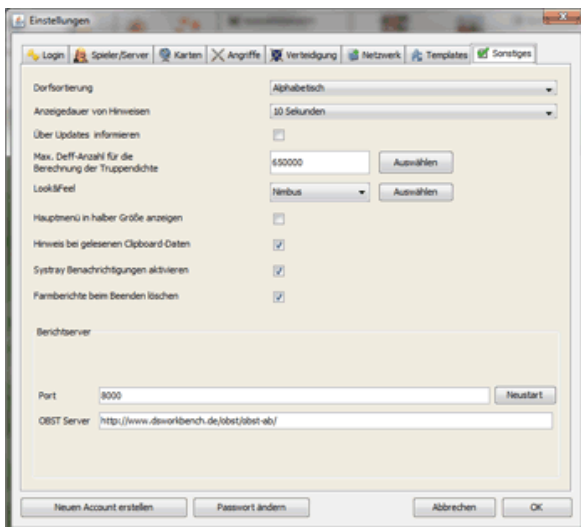 Einstellungen
Login Spieler/Server Karten Angriffe Verteidigung Netzwerk Templates Sonstiges
Dorfsortierung Alphabetisch
Anzeigedauer von Hinweisen 10 Sekunden
Über Updates informieren
Max. Deff-Anzahl für die
Berechnung der Truppendichte 650000 Auswählen
Look&Feel Nimbus Auswählen
Hauptmenü in halber Größe anzeigen
Hinweis bei gelesenen Clipboard-Daten
Systray Benachrichtigungen aktivieren
Farmberichte beim Beenden löschen
Berichtserver
Port 8000 Neustart
OBST Server http://www.dsworkbench.de/obst/obst-ab/
Neuen Account erstellen Passwort ändern Abbrechen OK